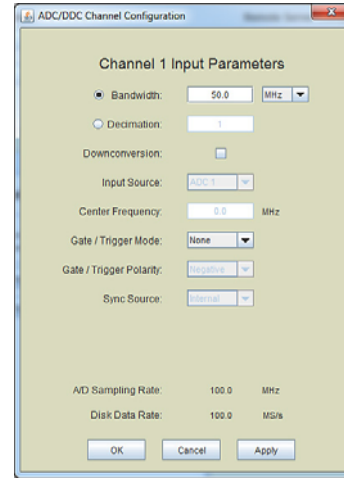 ADC/DDC Channel Configuration
Channel 1 Input Parameters
Bandwidth: 50.0 MHz
Decimation: 1
Downconversion:
Input Source: ADC 1
Center Frequency: 0.0 MHz
Gate / Trigger Mode: None
Gate / Trigger Polarity: Negative
Sync Source: Internal
A/D Sampling Rate: 100.0 MHz
Disk Data Rate: 100.0 MS/s
OK Cancel Apply